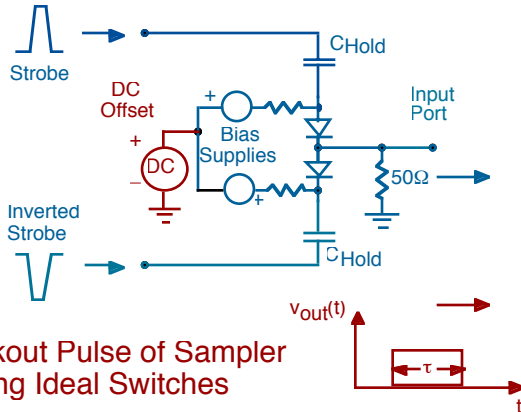 Strobe
CHold
DC
Offset
Input
Port
+
Bias
Supplies
+
DC
–
+
50Ω
Inverted
Strobe
CHold
vout(t)
kout Pulse of Sampler
ng Ideal Switches
τ
t